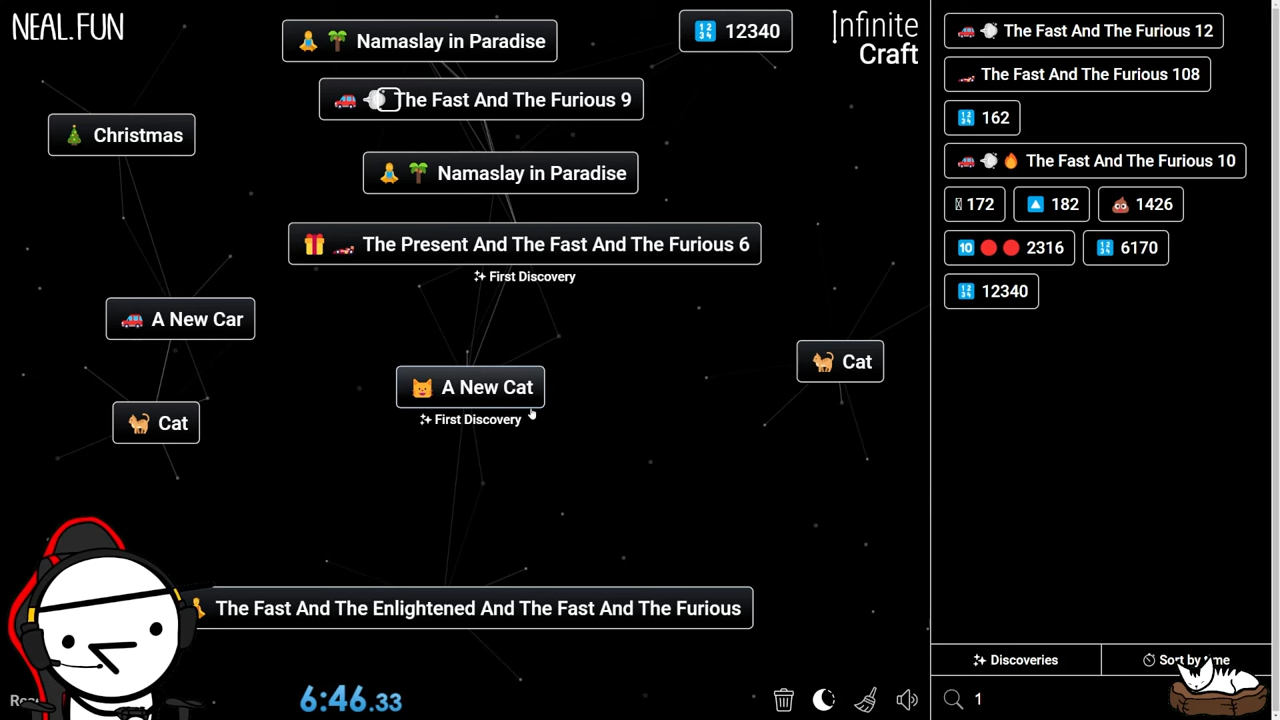 NEAL.FUN
Namaslay in Paradise
12340
Infinite
Craft
The Fast And The Furious 9
Christmas
Namaslay in Paradise
The Present And The Fast And The Furious 6
First Discovery
A New Car
A New Cat
First Discovery
Cat
Cat
The Fast And The Enlightened And The Fast And The Furious
6:46.33
The Fast And The Furious 12
The Fast And The Furious 108
162
The Fast And The Furious 10
172
182
1426
2316
6170
12340
Discoveries
Sort by time
1